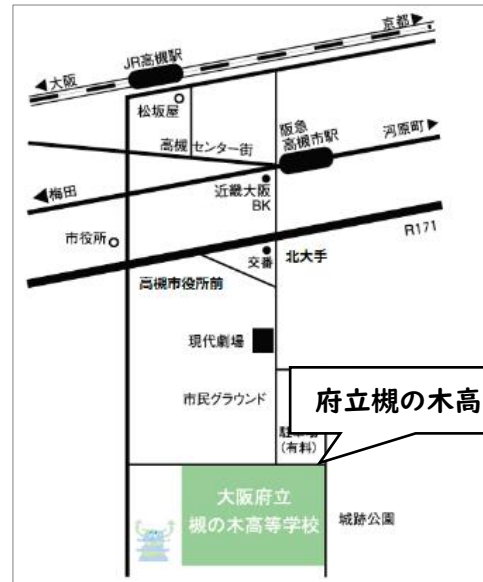 京都▶
JR高槻駅
◀大阪
松坂屋
阪急
高槻市駅
河原町▶
高槻センター街
◀梅田
近畿大阪
BK
市役所
R171
交番
北大手
高槻市役所前
現代劇場
市民グラウンド
府立槻の木高
(有料)
大阪府立
槻の木高等学校
城跡公園